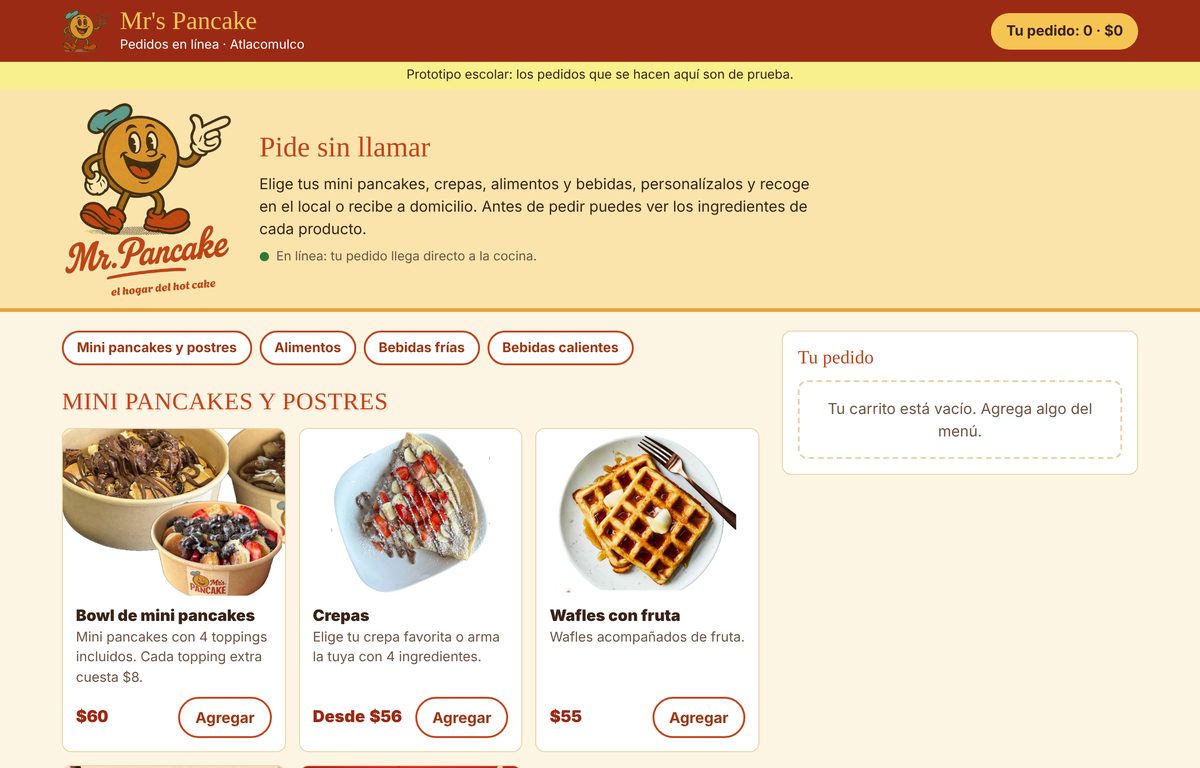 Mr's Pancake
Pedidos en línea · Atlacomulco
Tu pedido: 0 · $0
Prototipo escolar: los pedidos que se hacen aquí son de prueba.
Mr. Pancake
el hogar del hot cake
Pide sin llamar
Elige tus mini pancakes, crepas, alimentos y bebidas, personalízalos y recoge
en el local o recibe a domicilio. Antes de pedir puedes ver los ingredientes de
cada producto.
En línea: tu pedido llega directo a la cocina.
Mini pancakes y postres
Alimentos
Bebidas frías
Bebidas calientes
Tu pedido
Tu carrito está vacío. Agrega algo del
menú.
MINI PANCAKES Y POSTRES
Mr's
PANCAKE
Bowl de mini pancakes
Mini pancakes con 4 toppings
incluidos. Cada topping extra
cuesta $8.
$60
Agregar
Crepas
Elige tu crepa favorita o arma
la tuya con 4 ingredientes.
Desde $56
Agregar
Wafles con fruta
Wafles acompañados de fruta.
$55
Agregar